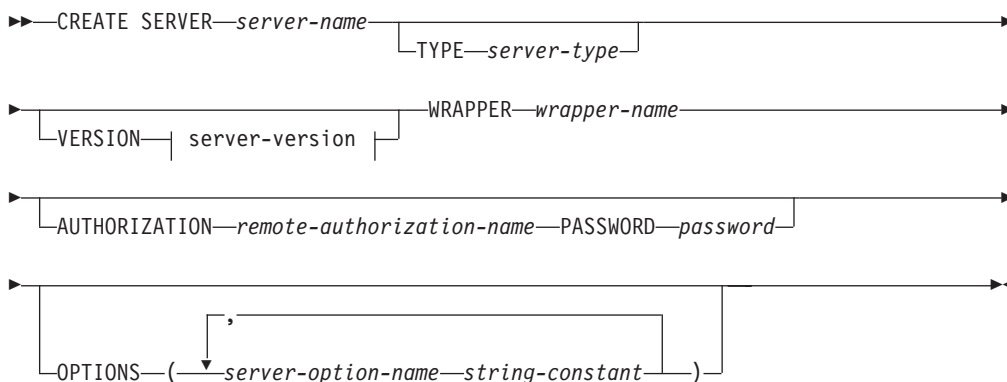 CREATE SERVER server-name
TYPE server-type
WRAPPER wrapper-name
VERSION server-version
AUTHORIZATION remote-authorization-name PASSWORD password
,
OPTIONS ( server-option-name string-constant )